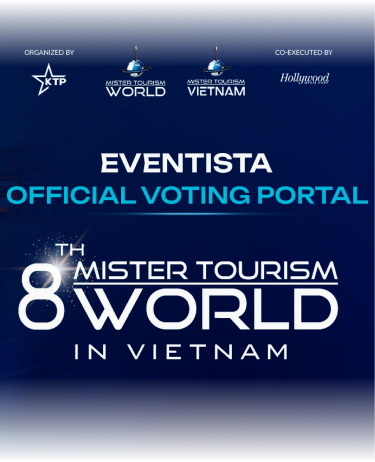 ORGANIZED BY
CO-EXECUTED BY
KTP
MISTER TOURISM
WORLD
MISTER TOURISM
VIETNAM
Hollywood
EVENTISTA
OFFICIAL VOTING PORTAL
8TH MISTER TOURISM
WORLD
IN VIETNAM